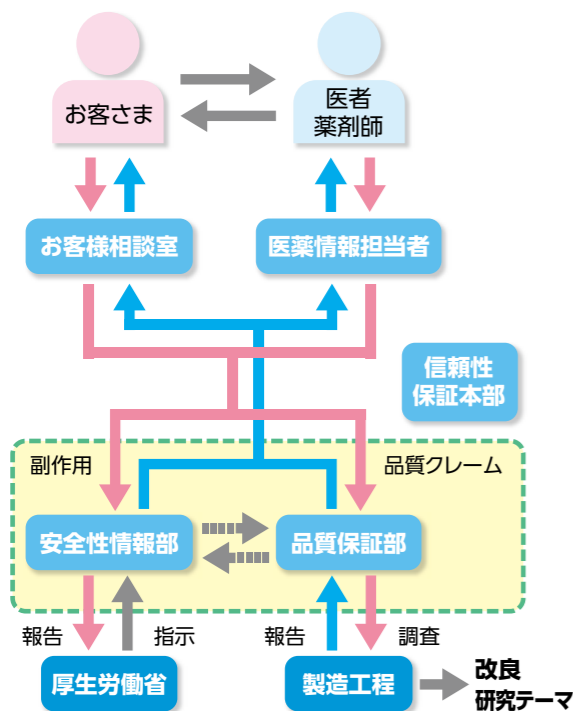 お客さま
医者
薬剤師
お客様相談室
医薬情報担当者
信頼性
保証本部
副作用
品質クレーム
安全性情報部
品質保証部
報告
指示
報告
調査
厚生労働省
製造工程
改良
研究テーマ